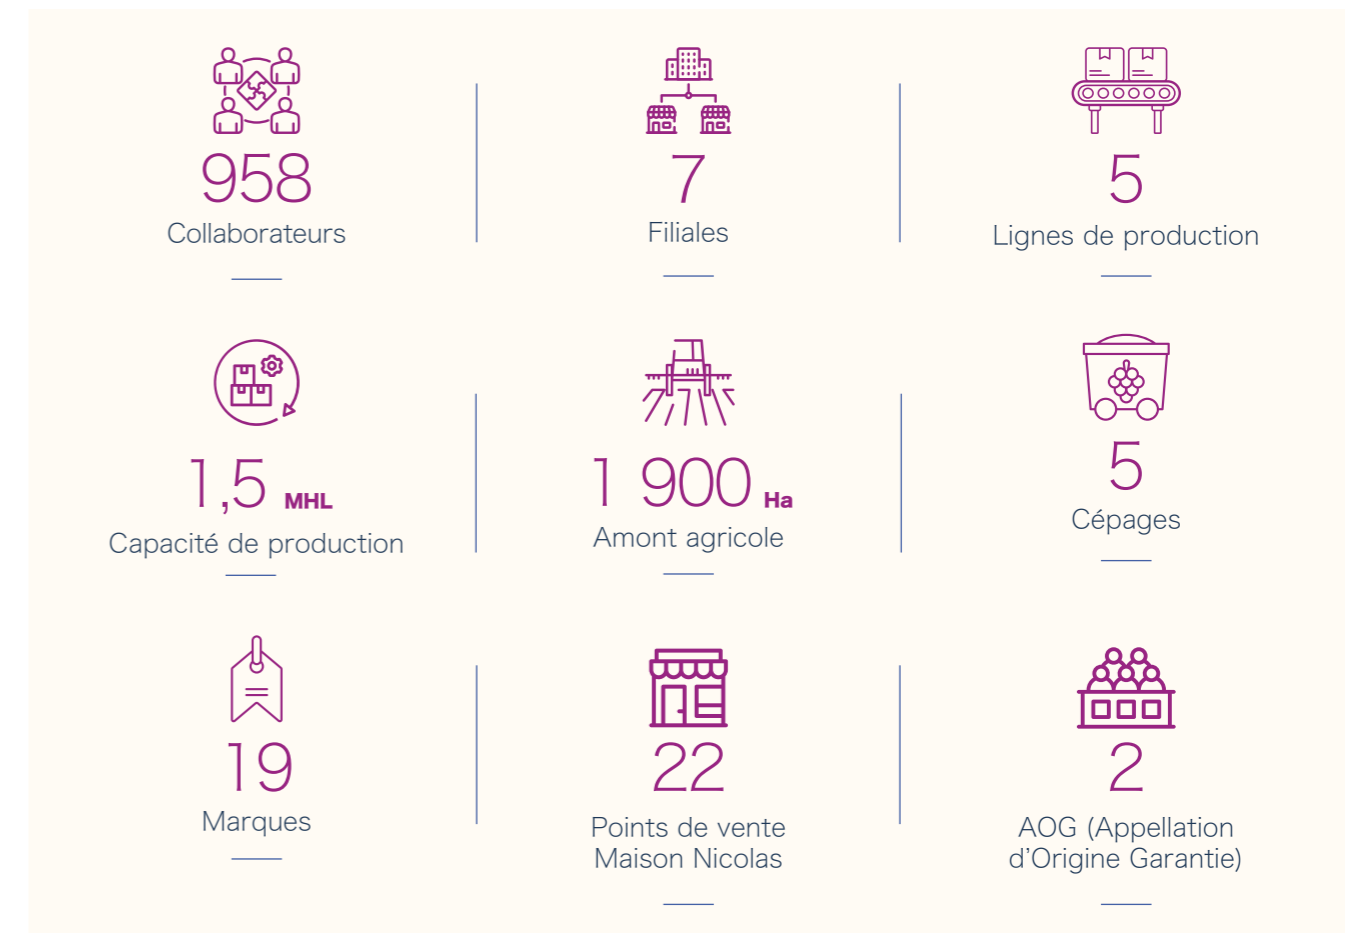 958
Collaborateurs
7
Filiales
5
Lignes de production
1,5 MHL
Capacité de production
1 900 Ha
Amont agricole
5
Cépages
19
Marques
22
Points de vente
Maison Nicolas
2
AOG (Appellation
d'Origine Garantie)